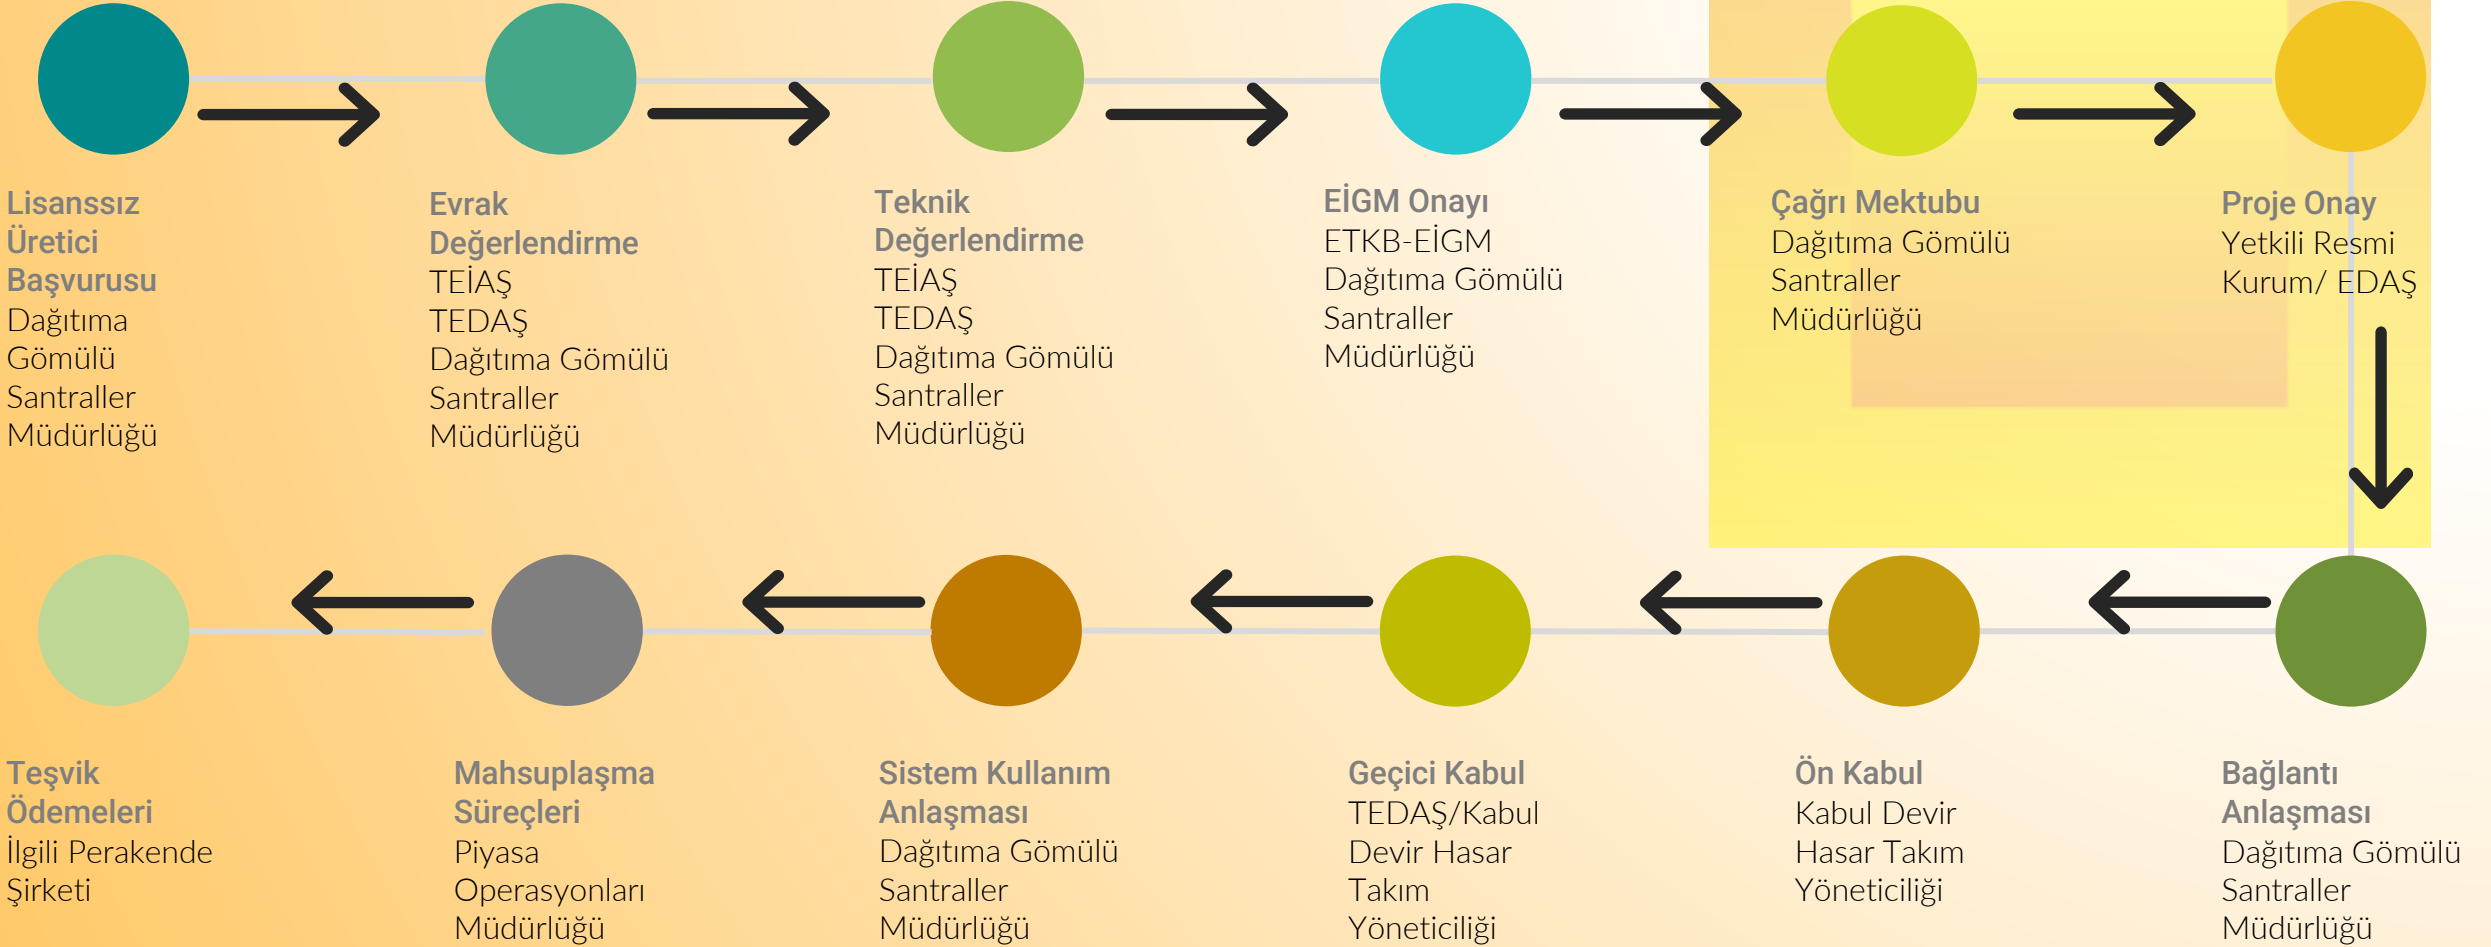 Lisanssız
Üretici
Başvurusu
Dağıtıma
Gömülü
Santraller
Müdürlüğü
Evrak
Değerlendirme
TEİAŞ
TEDAŞ
Dağıtıma Gömülü
Santraller
Müdürlüğü
Teknik
Değerlendirme
TEİAŞ
TEDAŞ
Dağıtıma Gömülü
Santraller
Müdürlüğü
EİGM Onayı
ETKB-EİGM
Dağıtıma Gömülü
Santraller
Müdürlüğü
Çağrı Mektubu
Dağıtıma Gömülü
Santraller
Müdürlüğü
Proje Onay
Yetkili Resmi
Kurum/ EDAŞ
Teşvik
Ödemeleri
İlgili Perakende
Şirketi
Mahsuplaşma
Süreçleri
Piyasa
Operasyonları
Müdürlüğü
Sistem Kullanım
Anlaşması
Dağıtıma Gömülü
Santraller
Müdürlüğü
Geçici Kabul
TEDAŞ/Kabul
Devir Hasar
Takım
Yöneticiliği
Ön Kabul
Kabul Devir
Hasar Takım
Yöneticiliği
Bağlantı
Anlaşması
Dağıtıma Gömülü
Santraller
Müdürlüğü